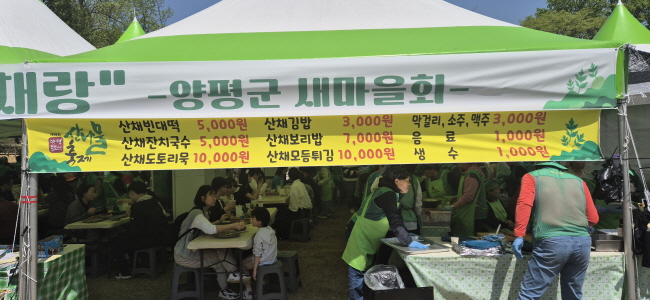 채랑" -양평군 새마을회-
산나물 축제
산채빈대떡 5,000원 산채김밥 3,000원 막걸리, 소주, 맥주 3,000원
산채잔치국수 5,000원 산채보리밥 7,000원 음 료 1,000원
산채도토리묵 10,000원 산채모듬튀김 10,000원 생 수 1,000원